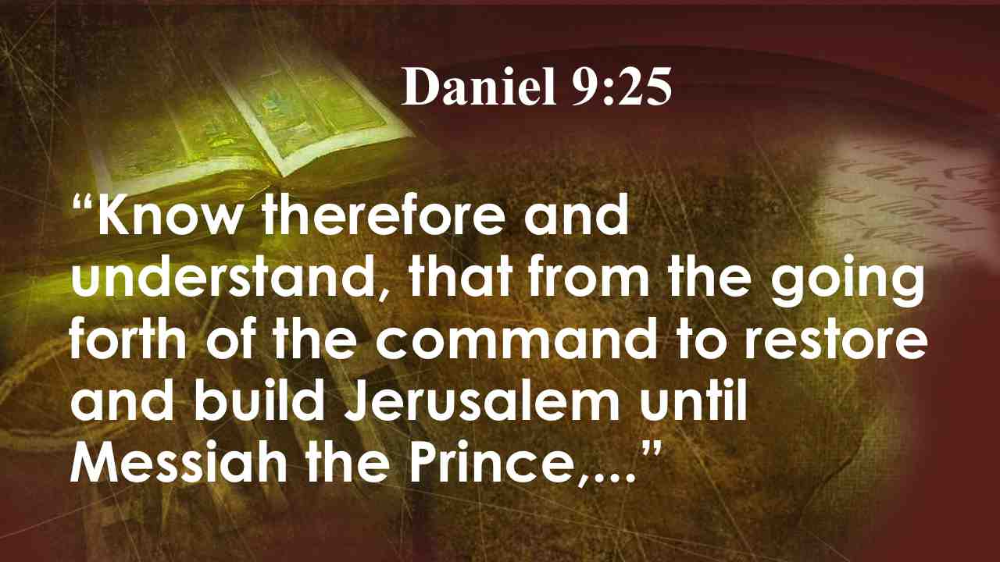 Daniel 9:25
“Know therefore and
understand, that from the going
forth of the command to restore
and build Jerusalem until
Messiah the Prince,...”